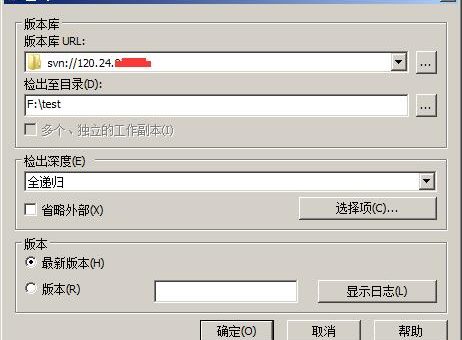 版本库
版本库 URL:
svn://120.24.
...
检出至目录(D):
F:\test
...
多个、独立的工作副本(I)
检出深度(E)
全递归
省略外部(X)
选择项(C)...
版本
最新版本(H)
版本(R)
显示日志(L)
确定(O)
取消
帮助